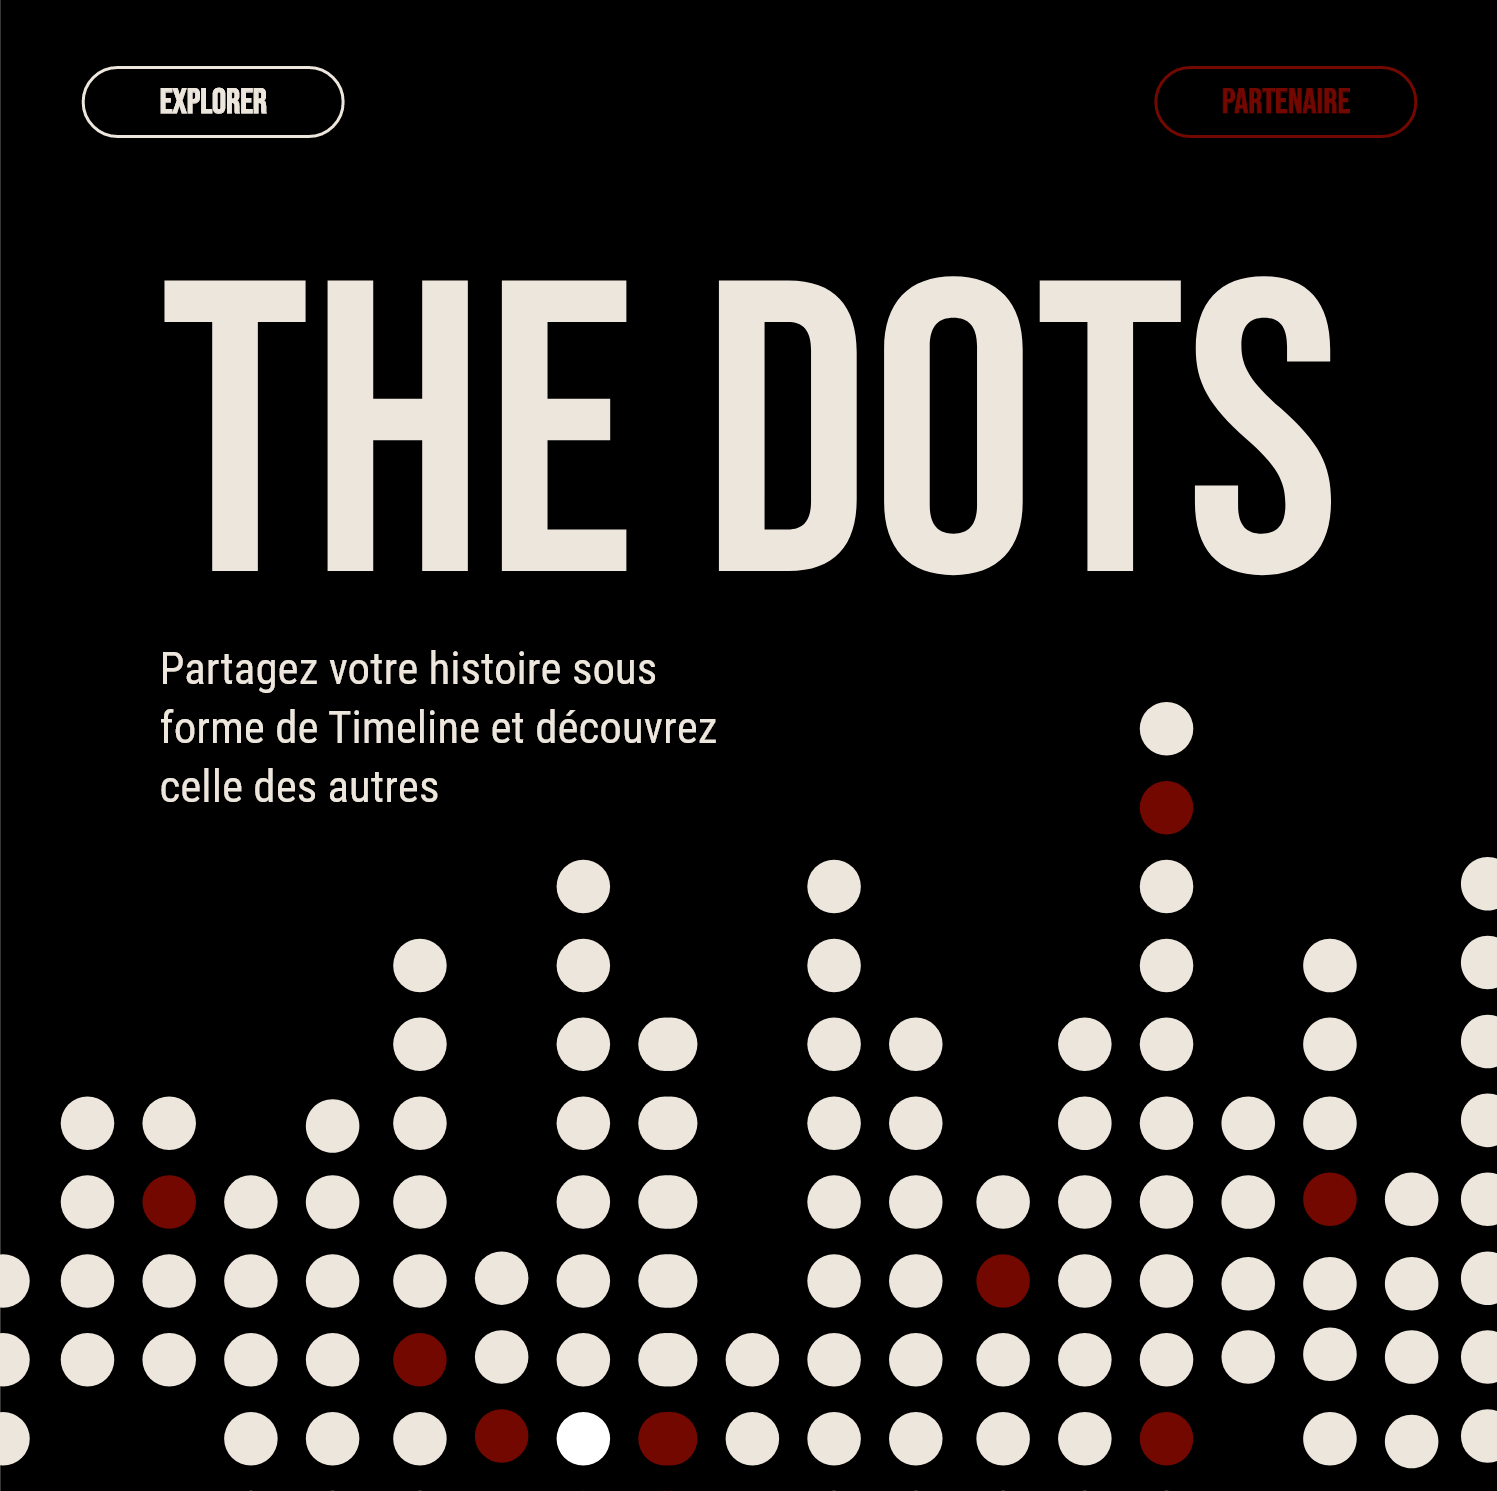 EXPLORER
PARTENAIRE
THE DOTS
Partagez votre histoire sous
forme de Timeline et découvrez
celle des autres